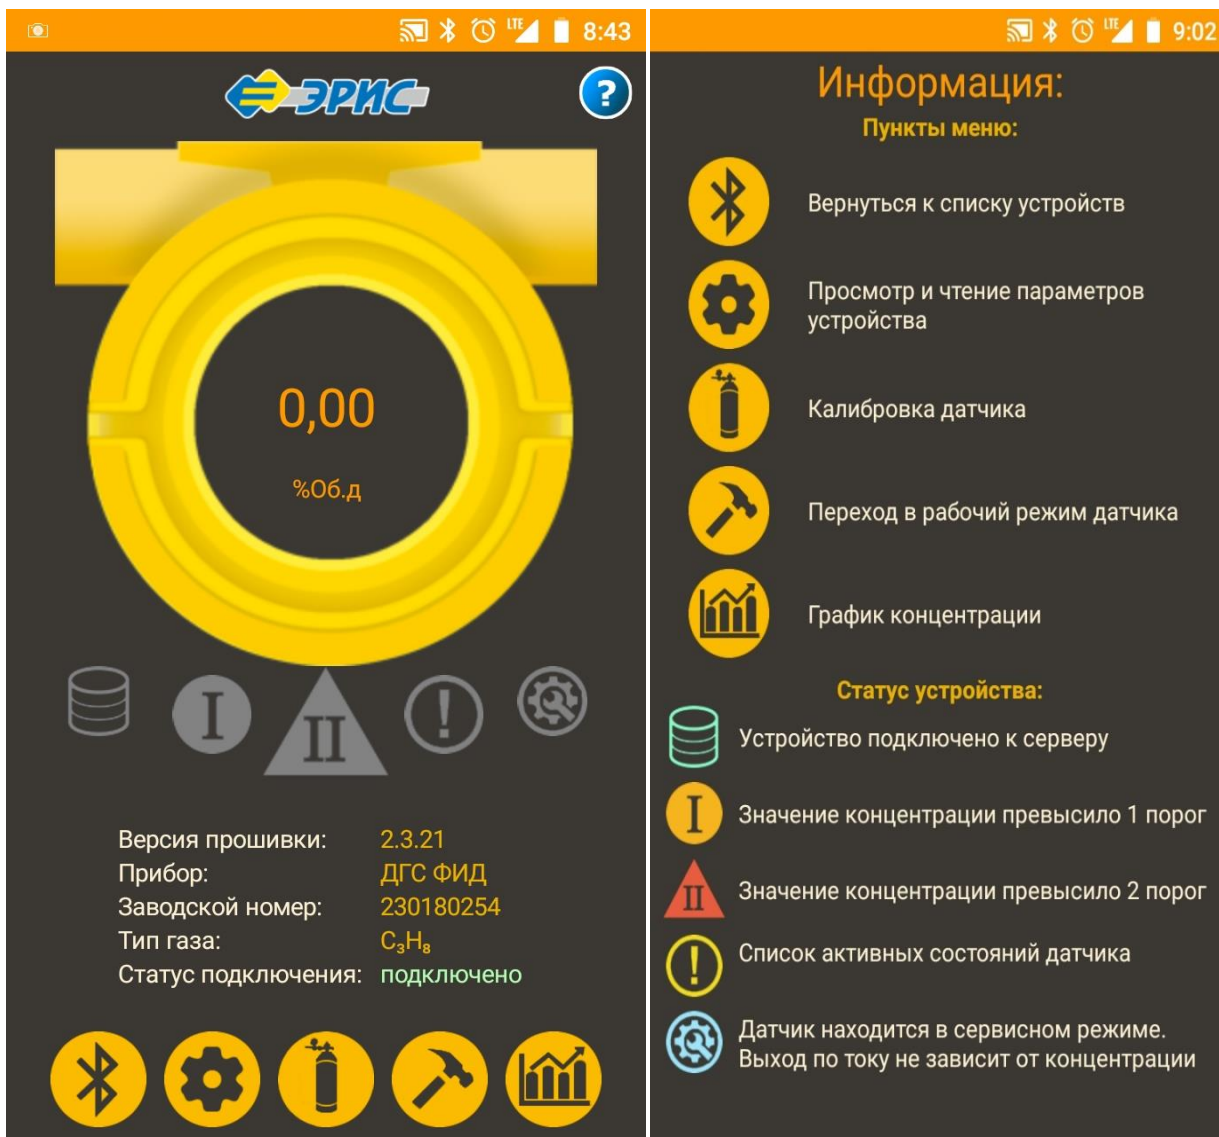 LTE 8:43
ЭРИС
?
0,00
%Об.д
I
II
!
Версия прошивки: 2.3.21
Прибор: ДГС ФИД
Заводской номер: 230180254
Тип газа: C₃H₈
Статус подключения: подключено
LTE 9:02
Информация:
Пункты меню:
Вернуться к списку устройств
Просмотр и чтение параметров
устройства
Калибровка датчика
Переход в рабочий режим датчика
График концентрации
Статус устройства:
Устройство подключено к серверу
I Значение концентрации превысило 1 порог
II Значение концентрации превысило 2 порог
! Список активных состояний датчика
Датчик находится в сервисном режиме.
Выход по току не зависит от концентрации